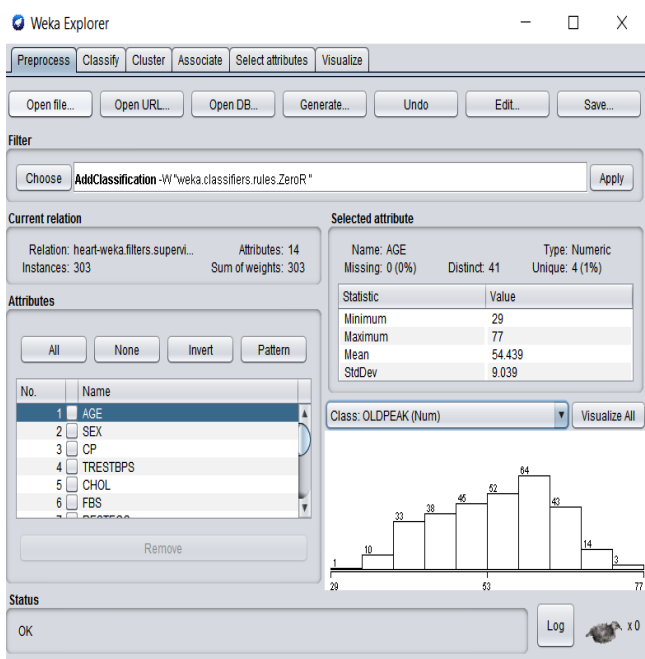 Weka Explorer
Preprocess Classify Cluster Associate Select attributes Visualize
Open file... Open URL... Open DB... Generate... Undo Edit... Save...
Filter
Choose AddClassification -W "weka.classifiers.rules.ZeroR"
Apply
Current relation
Relation: heart-weka.filters.supervi... Attributes: 14
Instances: 303 Sum of weights: 303
Attributes
All None Invert Pattern
No. Name
1 AGE
2 SEX
3 CP
4 TRESTBPS
5 CHOL
6 FBS
Remove
Selected attribute
Name: AGE Type: Numeric
Missing: 0 (0%) Distinct: 41 Unique: 4 (1%)
Statistic Value
Minimum 29
Maximum 77
Mean 54.439
StdDev 9.039
Class: OLDPEAK (Num) Visualize All
1 10 33 38 46 52 64 43 14 3
29 53 77
Status
OK
Log x 0